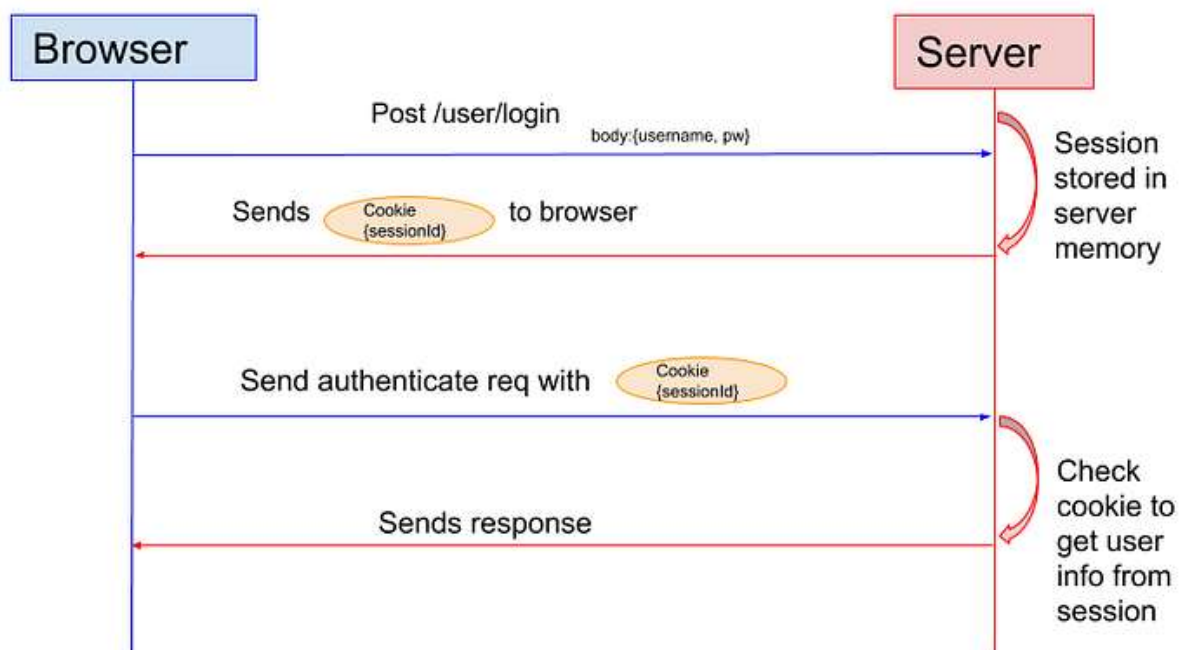 Browser
Server
Post /user/login
body:{username, pw}
Session
stored in
server
memory
Sends
Cookie
{sessionId}
to browser
Send authenticate req with
Cookie
{sessionId}
Check
cookie to
get user
info from
session
Sends response